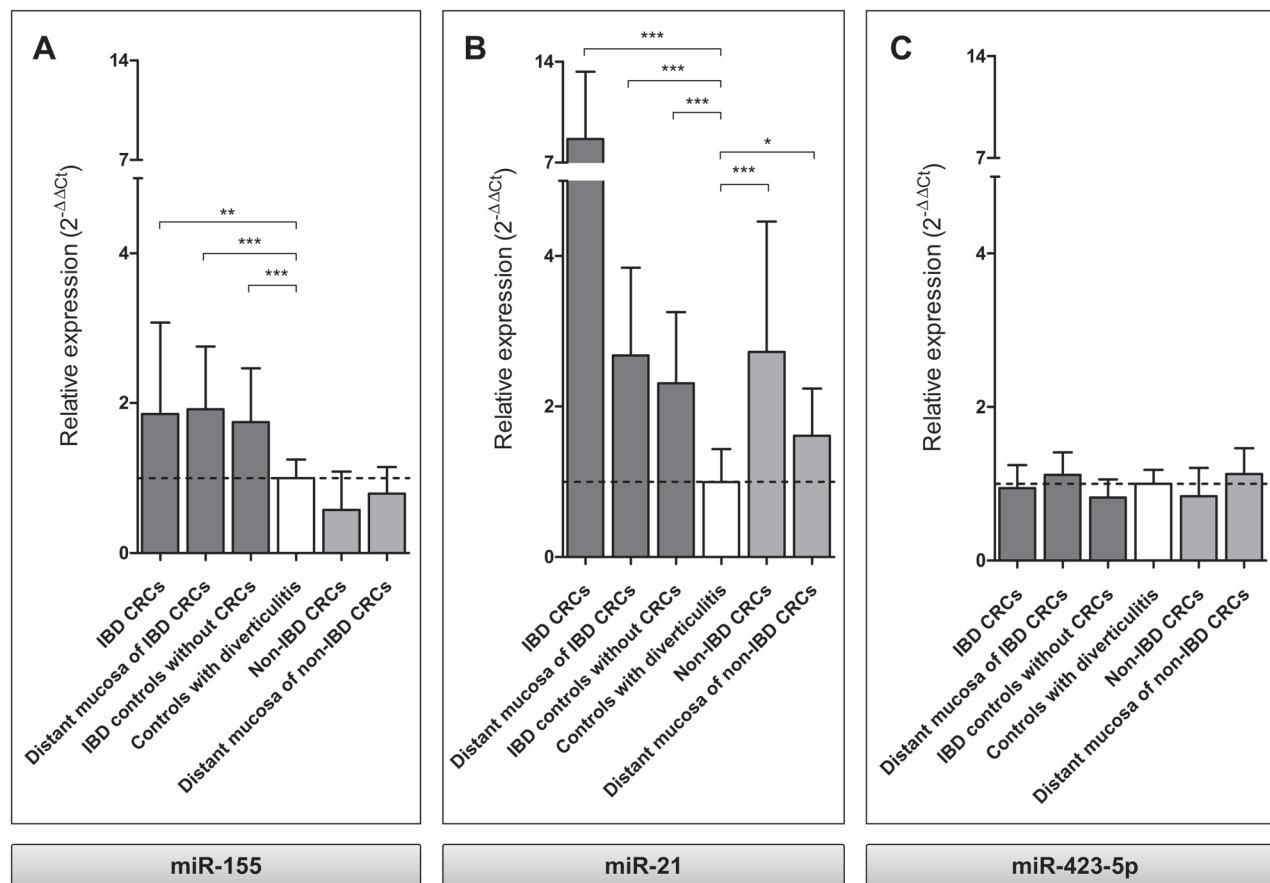 A
14
7
4
2
0
Relative expression (2-ΔΔCt)
**
***
***
IBD CRCs
Distant mucosa of IBD CRCs
IBD controls without CRCs
Controls with diverticulitis
Non-IBD CRCs
Distant mucosa of non-IBD CRCs
miR-155
B
14
7
4
2
0
Relative expression (2-ΔΔCt)
***
***
***
*
***
IBD CRCs
Distant mucosa of IBD CRCs
IBD controls without CRCs
Controls with diverticulitis
Non-IBD CRCs
Distant mucosa of non-IBD CRCs
miR-21
C
14
7
4
2
0
Relative expression (2-ΔΔCt)
IBD CRCs
Distant mucosa of IBD CRCs
IBD controls without CRCs
Controls with diverticulitis
Non-IBD CRCs
Distant mucosa of non-IBD CRCs
miR-423-5p